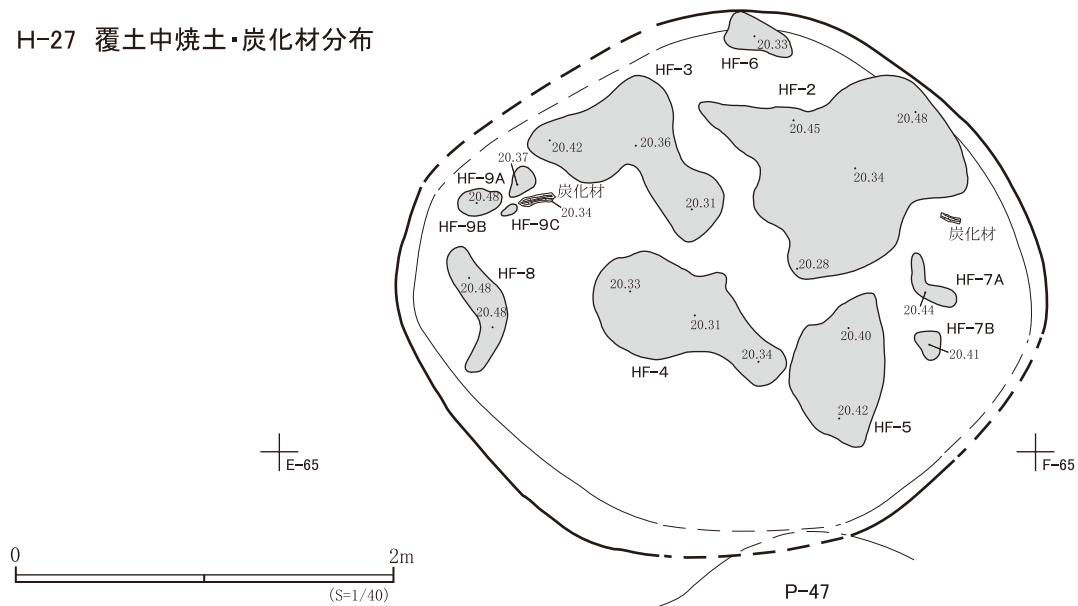 H-27 覆土中焼土・炭化材分布
20.33
HF-6
HF-3
HF-2
20.48
20.45
20.42
20.36
20.37
20.34
HF-9A
炭化材
20.48
20.34
20.31
HF-9B
HF-9C
炭化材
HF-8
20.28
HF-7A
20.48
20.33
20.44
20.48
20.31
HF-7B
20.40
20.34
20.41
HF-4
20.42
HF-5
E-65
F-65
0 2m
(S=1/40)
P-47